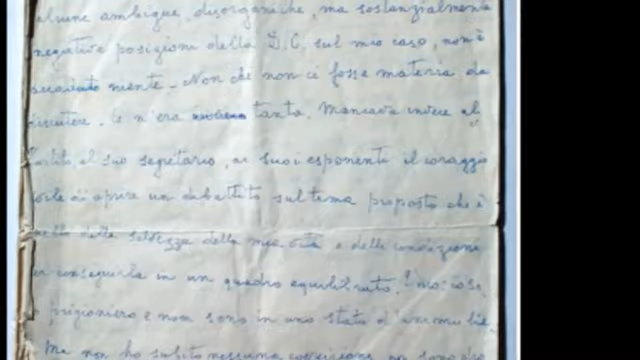 alcune ambigue, disorganiche, ma sostanzialmente
negative posizioni della D.C. sul mio caso, non è
accaduto niente. Non che non ci fosse materia da
discutere. Ce n'era tanta. Mancava invece al
Partito, al suo segretario, ai suoi esponenti il coraggio
civile di aprire un dibattito sul tema proposto che è
quello della salvezza della mia vita e delle condizioni
per conseguirla in un quadro equilibrato. È vero: io sono
prigioniero e non sono in uno stato d'animo lie
Ma non ho subito nessuna coercizione, non sono dro